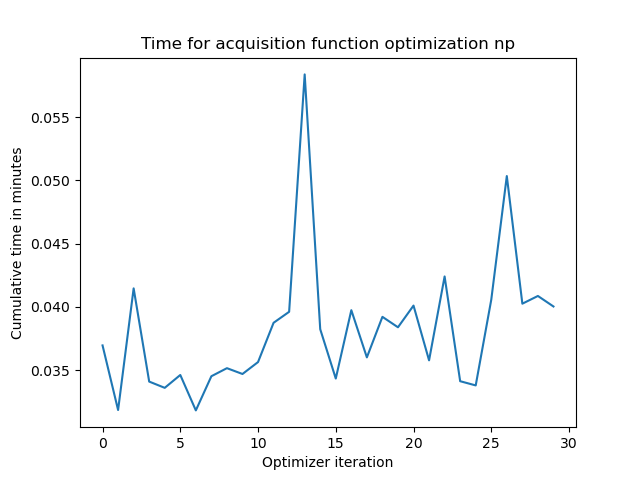 Time for acquisition function optimization np
Cumulative time in minutes
0.055
0.050
0.045
0.040
0.035
0 5 10 15 20 25 30
Optimizer iteration